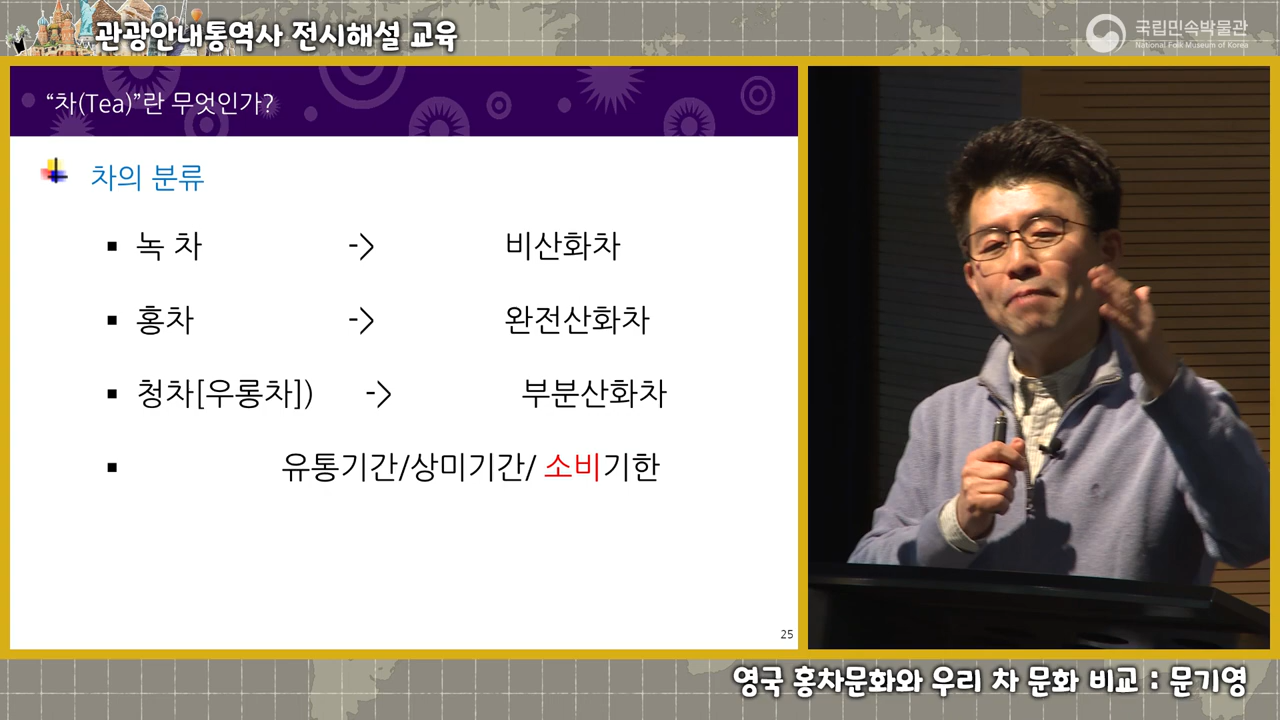 관광안내통역사 전시해설 교육
국립민속박물관
National Folk Museum of Korea
“차(Tea)”란 무엇인가?
차의 분류
▪ 녹 차 -> 비산화차
▪ 홍차 -> 완전산화차
▪ 청차[우롱차]) -> 부분산화차
▪ 유통기간/상미기간/ 소비기한
25
영국 홍차문화와 우리 차 문화 비교 : 문기영